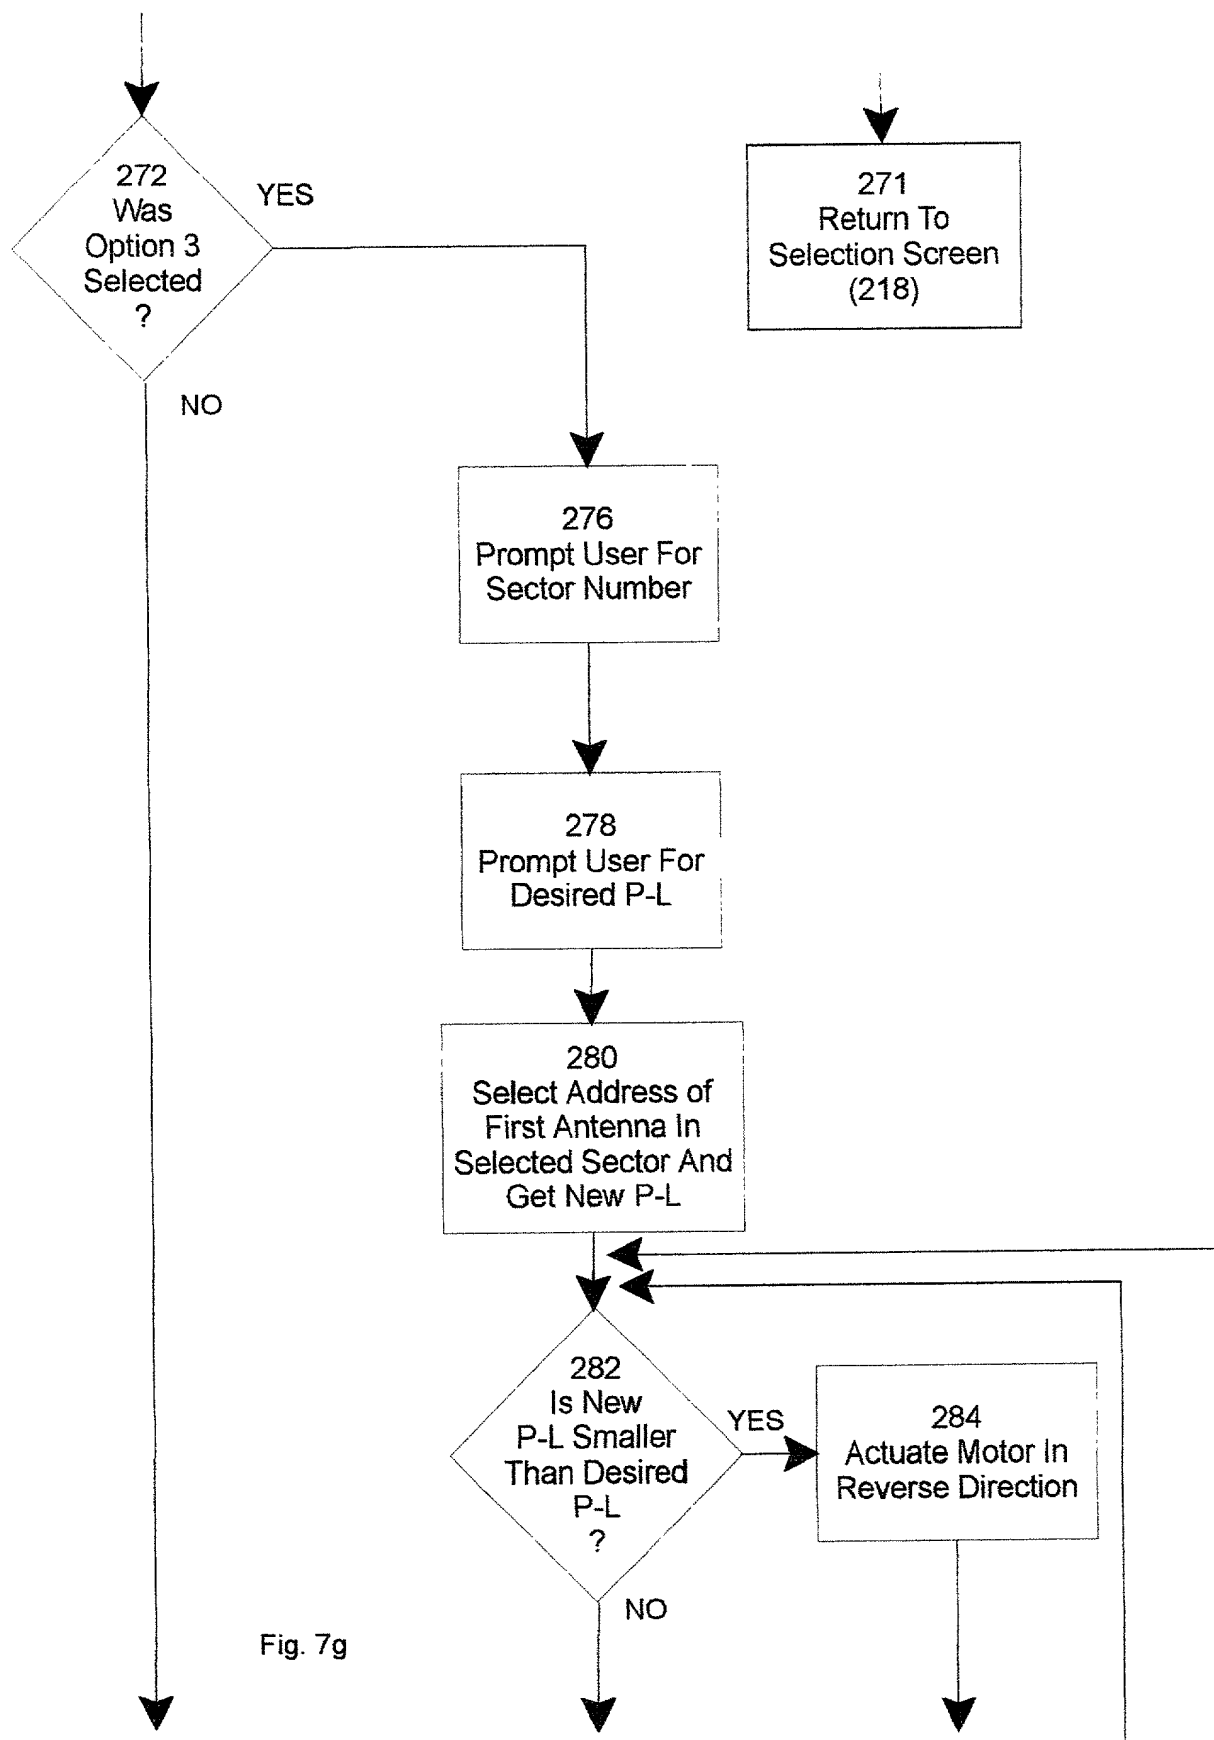 272
Was
Option 3
Selected
?
YES
NO
271
Return To
Selection Screen
(218)
276
Prompt User For
Sector Number
278
Prompt User For
Desired P-L
280
Select Address of
First Antenna In
Selected Sector And
Get New P-L
282
Is New
P-L Smaller
Than Desired
P-L
?
YES
NO
284
Actuate Motor In
Reverse Direction
Fig. 7g